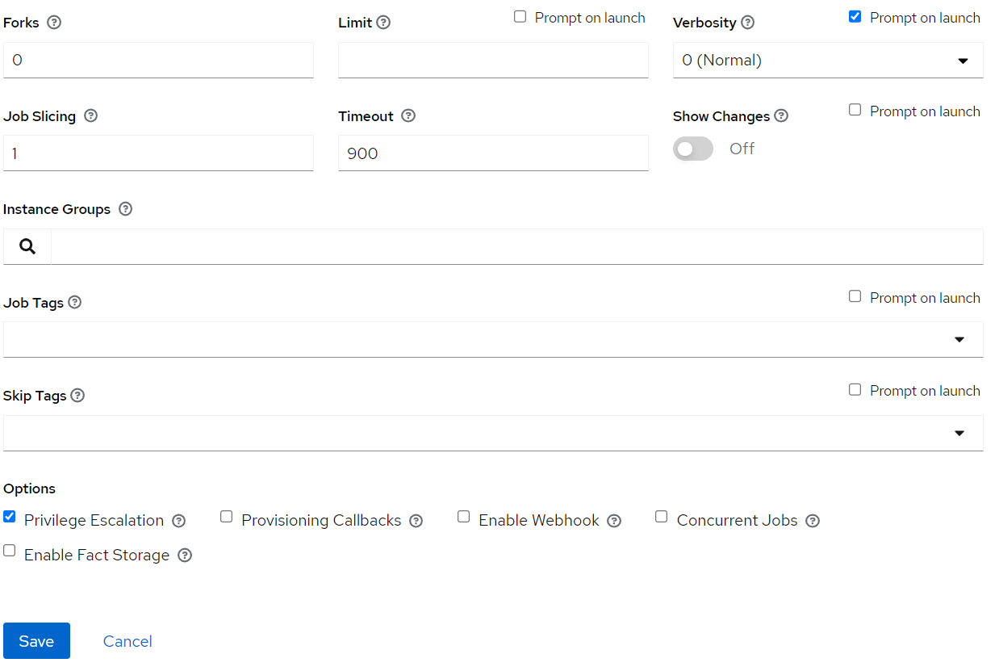 Forks
Limit
Prompt on launch
Verbosity
Prompt on launch
0
0 (Normal)
Job Slicing
Timeout
Show Changes
Prompt on launch
1
900
Off
Instance Groups
Job Tags
Prompt on launch
Skip Tags
Prompt on launch
Options
Privilege Escalation
Provisioning Callbacks
Enable Webhook
Concurrent Jobs
Enable Fact Storage
Save
Cancel